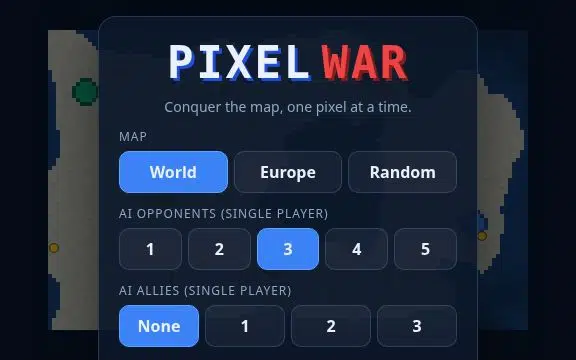 PIXEL WAR
Conquer the map, one pixel at a time.
MAP
World Europe Random
AI OPPONENTS (SINGLE PLAYER)
1 2 3 4 5
AI ALLIES (SINGLE PLAYER)
None 1 2 3